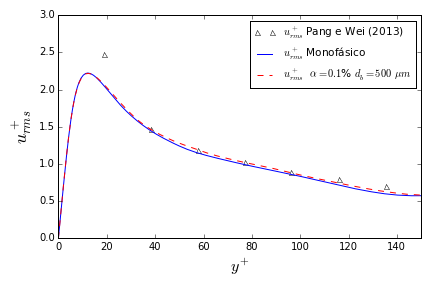 3.0
2.5
2.0
1.5
1.0
0.5
0.0
0 20 40 60 80 100 120 140
u⁺rms
y⁺
u⁺rms Pang e Wei (2013)
u⁺rms Monofásico
u⁺rms α = 0.1% d_b = 500 μm